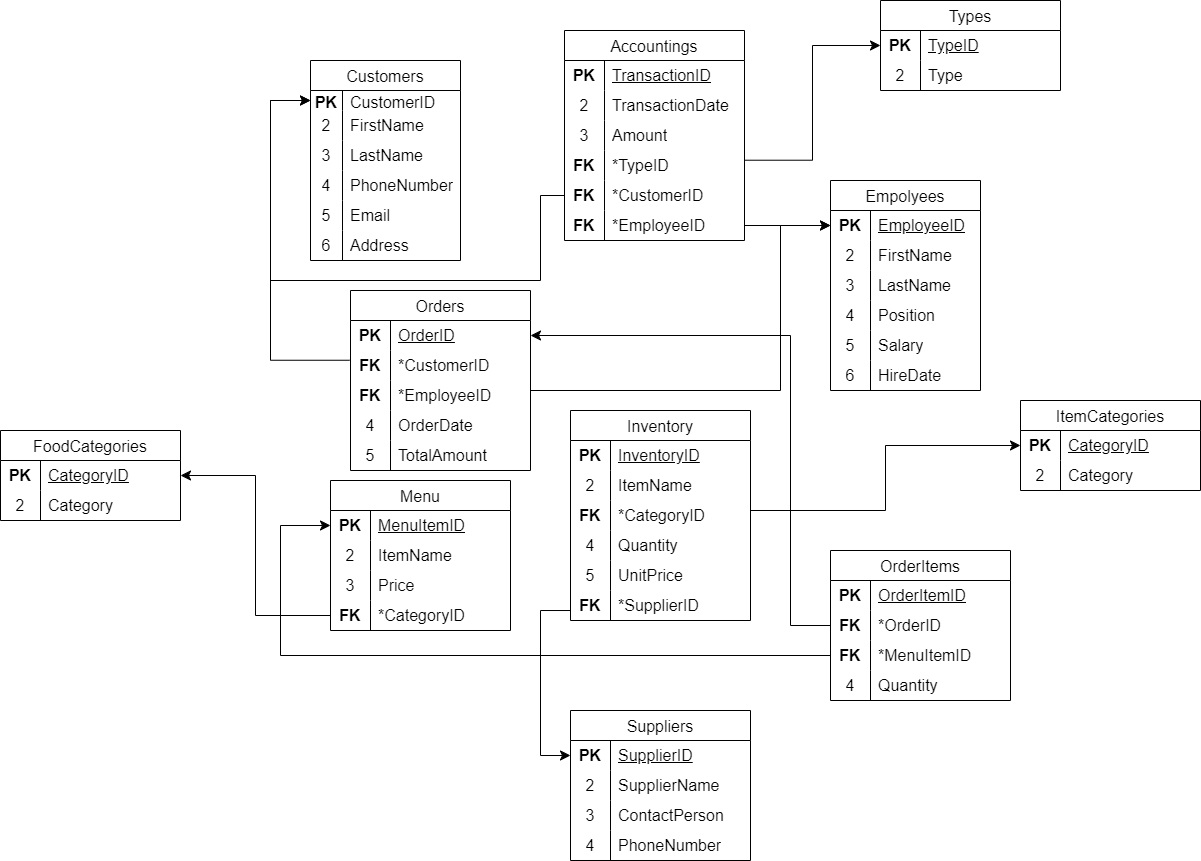 Types
PK TypeID
2 Type
Accountings
PK TransactionID
2 TransactionDate
3 Amount
FK *TypeID
FK *CustomerID
FK *EmployeeID
Customers
PK CustomerID
2 FirstName
3 LastName
4 PhoneNumber
5 Email
6 Address
Empolyees
PK EmployeeID
2 FirstName
3 LastName
4 Position
5 Salary
6 HireDate
Orders
PK OrderID
FK *CustomerID
FK *EmployeeID
4 OrderDate
5 TotalAmount
Inventory
PK InventoryID
2 ItemName
FK *CategoryID
4 Quantity
5 UnitPrice
FK *SupplierID
ItemCategories
PK CategoryID
2 Category
FoodCategories
PK CategoryID
2 Category
Menu
PK MenuItemID
2 ItemName
3 Price
FK *CategoryID
OrderItems
PK OrderItemID
FK *OrderID
FK *MenuItemID
4 Quantity
Suppliers
PK SupplierID
2 SupplierName
3 ContactPerson
4 PhoneNumber